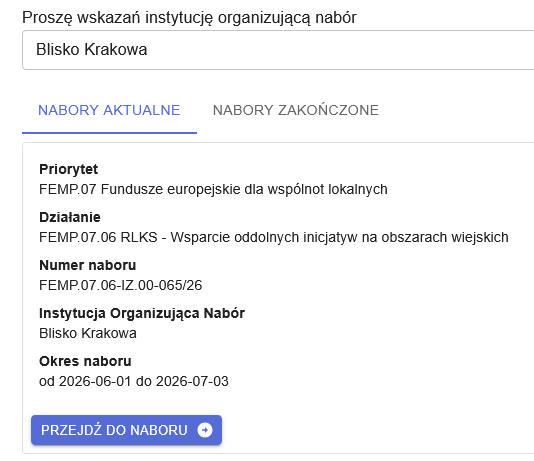 Proszę wskazań instytucję organizującą nabór
Blisko Krakowa
NABORY AKTUALNE NABORY ZAKOŃCZONE
Priorytet
FEMP.07 Fundusze europejskie dla wspólnot lokalnych
Działanie
FEMP.07.06 RLKS - Wsparcie oddolnych inicjatyw na obszarach wiejskich
Numer naboru
FEMP.07.06-IZ.00-065/26
Instytucja Organizująca Nabór
Blisko Krakowa
Okres naboru
od 2026-06-01 do 2026-07-03
PRZEJDŹ DO NABORU